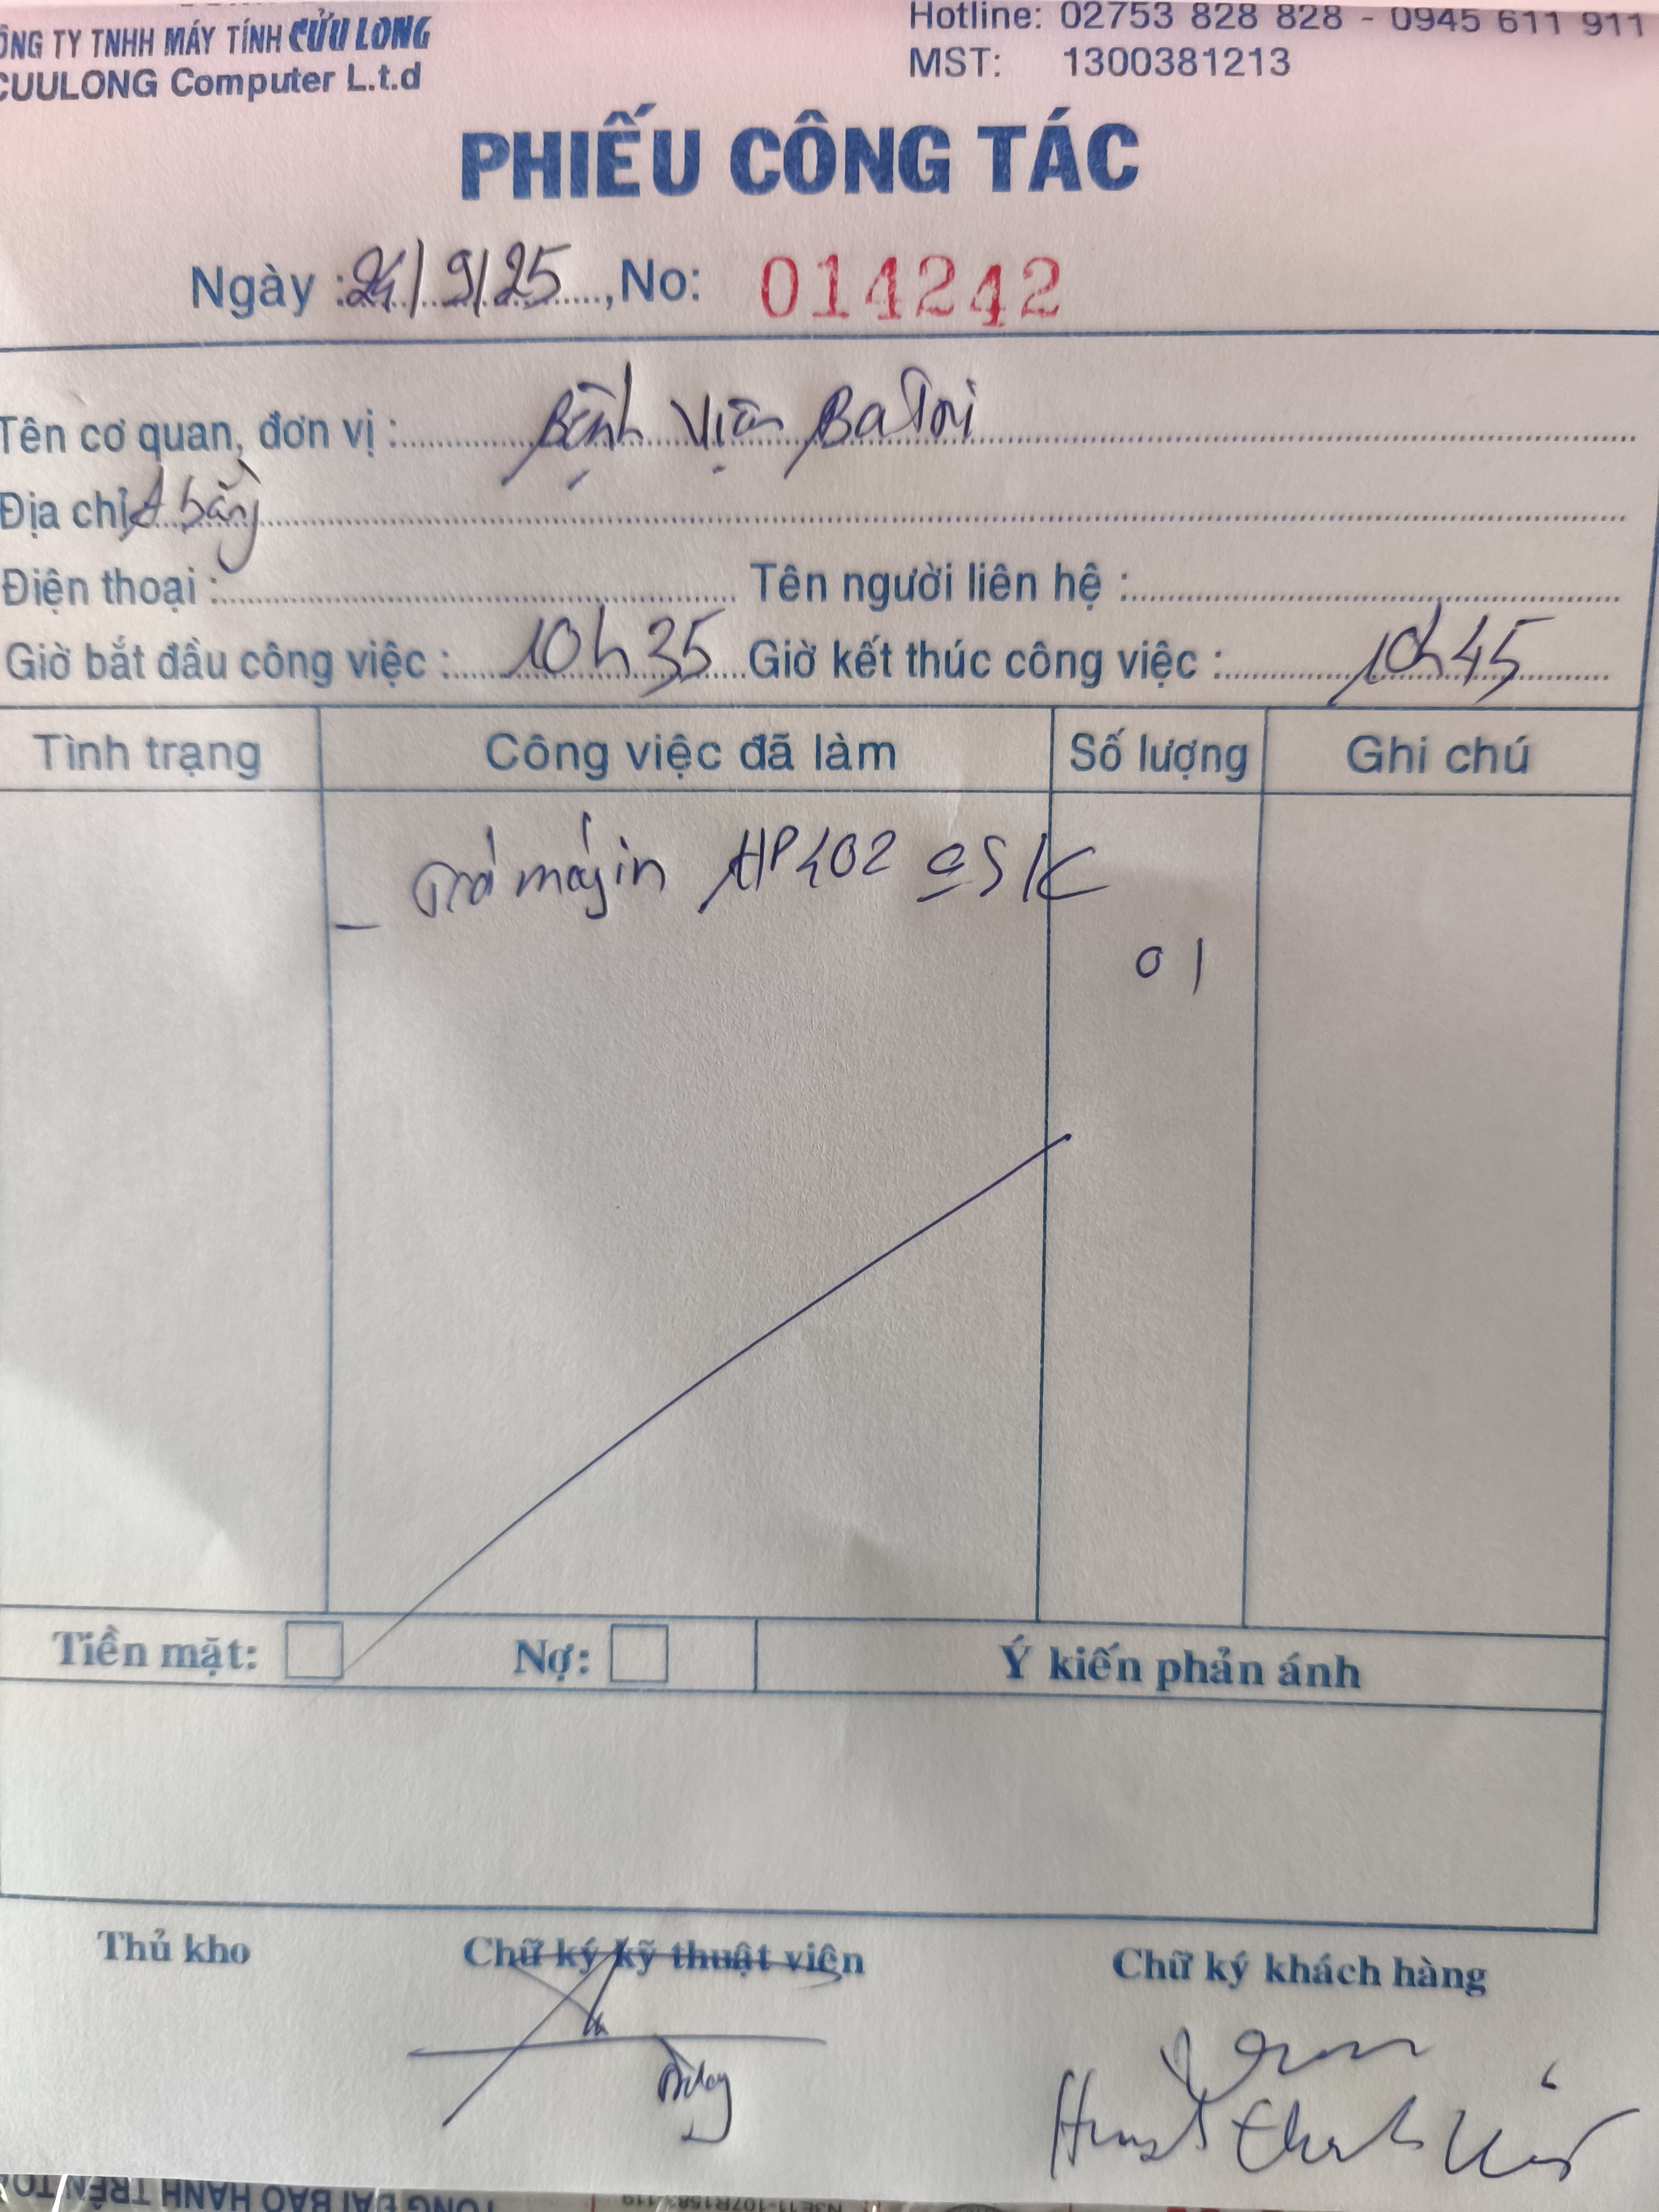 ÔNG TY TNHH MÁY TÍNH CỬU LONG
CUULONG Computer L.t.d
Hotline: 02753 828 828 - 0945 611 911
MST: 1300381213
PHIẾU CÔNG TÁC
Ngày : 24/9/25, No: 014242
Tên cơ quan, đơn vị : Bệnh Viện Ba Tri
Địa chỉ
Điện thoại : Tên người liên hệ :
Giờ bắt đầu công việc : 10h35 Giờ kết thúc công việc : 10h45
Tình trạng Công việc đã làm Số lượng Ghi chú
- Trả máy in HP402 CSSK
01
Tiền mặt: Nợ: Ý kiến phản ánh
Thủ kho Chữ ký kỹ thuật viên Chữ ký khách hàng